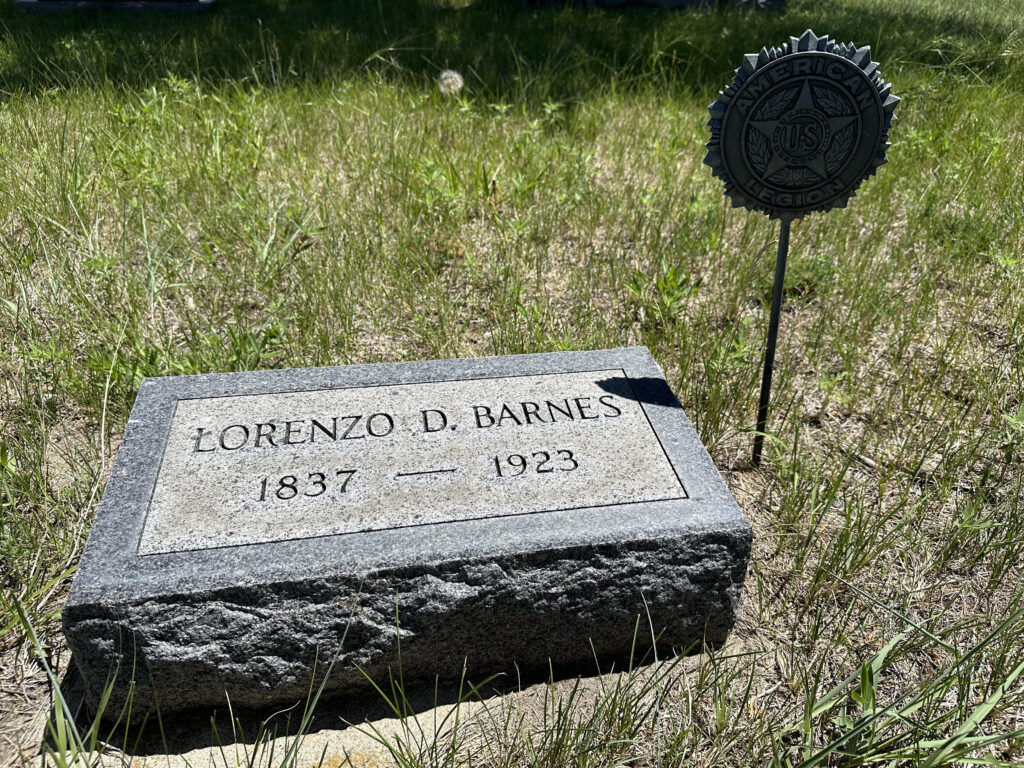 LORENZO D. BARNES
1837 — 1923
AMERICAN
US
LEGION